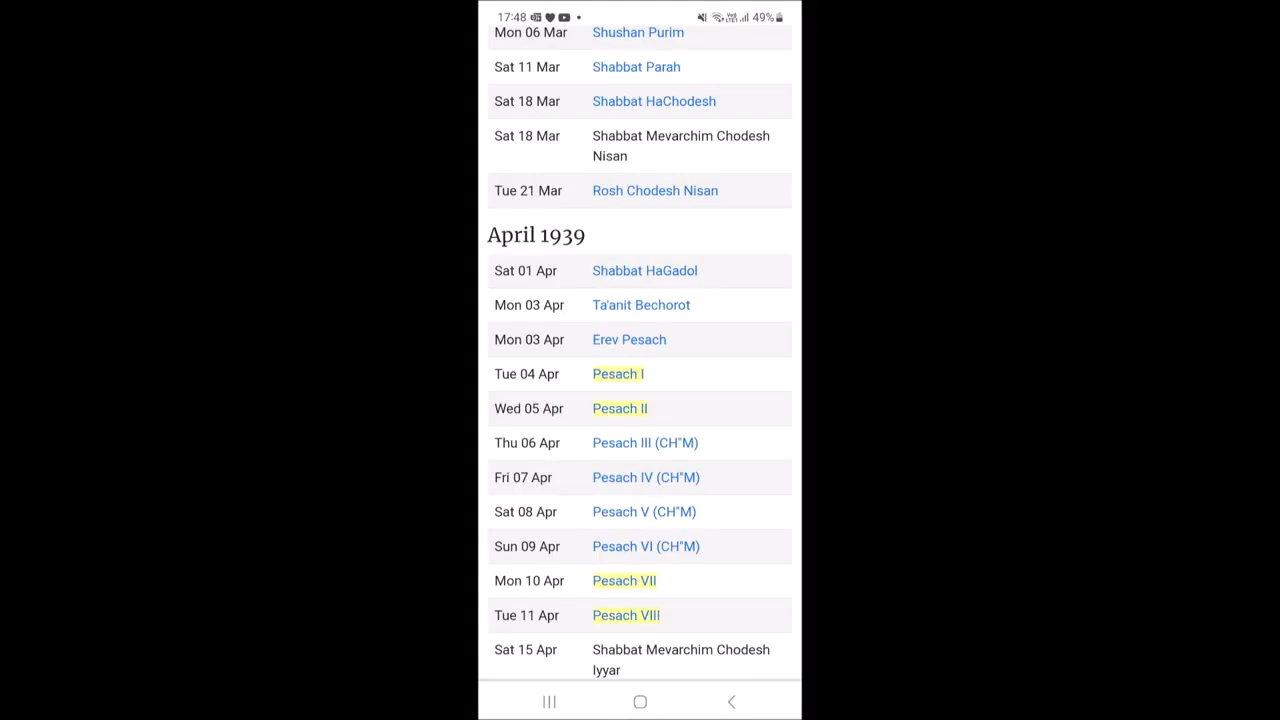 17:48 49%
Mon 06 Mar Shushan Purim
Sat 11 Mar Shabbat Parah
Sat 18 Mar Shabbat HaChodesh
Sat 18 Mar Shabbat Mevarchim Chodesh
Nisan
Tue 21 Mar Rosh Chodesh Nisan
April 1939
Sat 01 Apr Shabbat HaGadol
Mon 03 Apr Ta'anit Bechorot
Mon 03 Apr Erev Pesach
Tue 04 Apr Pesach I
Wed 05 Apr Pesach II
Thu 06 Apr Pesach III (CH"M)
Fri 07 Apr Pesach IV (CH"M)
Sat 08 Apr Pesach V (CH"M)
Sun 09 Apr Pesach VI (CH"M)
Mon 10 Apr Pesach VII
Tue 11 Apr Pesach VIII
Sat 15 Apr Shabbat Mevarchim Chodesh
Iyyar